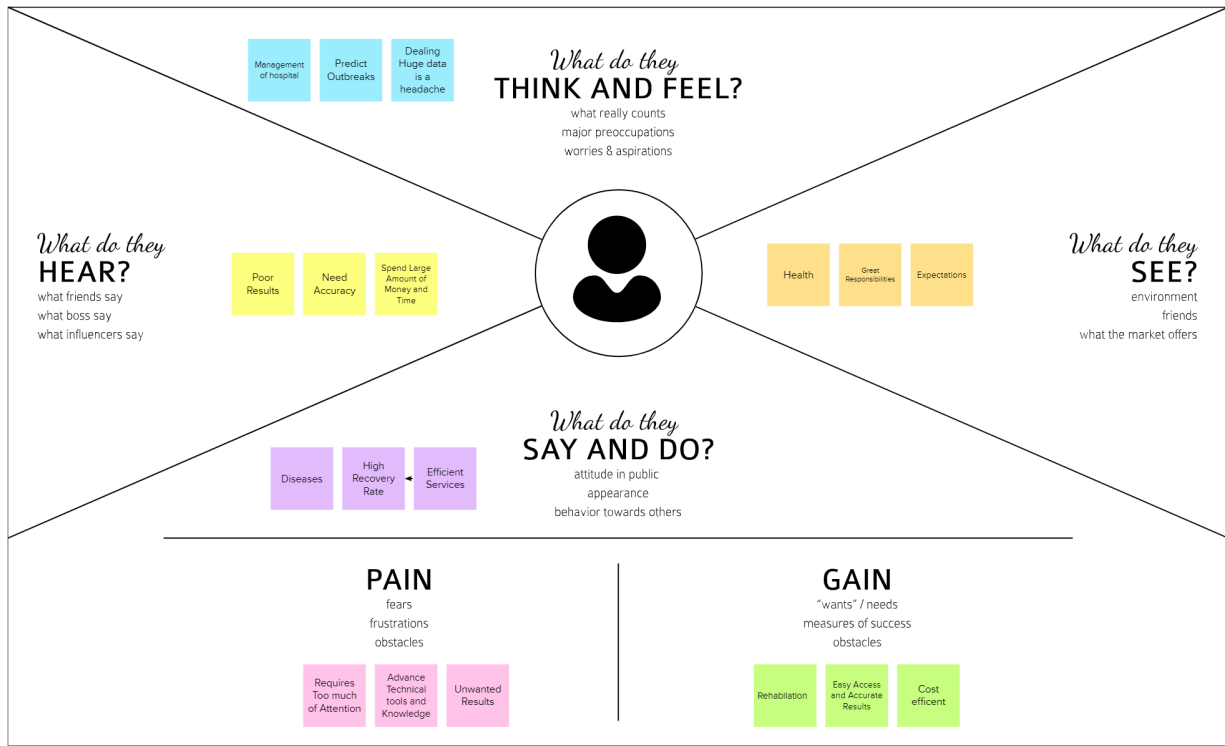 Management
of hospital
Predict
Outbreaks
Dealing
Huge data
is a
headache
What do they
THINK AND FEEL?
what really counts
major preoccupations
worries & aspirations
What do they
HEAR?
what friends say
what boss say
what influencers say
Poor
Results
Need
Accuracy
Spend Large
Amount of
Money and
Time
Health
Great
Responsibilities
Expectations
What do they
SEE?
environment
friends
what the market offers
What do they
SAY AND DO?
attitude in public
appearance
behavior towards others
Diseases
High
Recovery
Rate
Efficient
Services
PAIN
fears
frustrations
obstacles
Requires
Too much
of Attention
Advance
Technical
tools and
Knowledge
Unwanted
Results
GAIN
“wants” / needs
measures of success
obstacles
Rehabilation
Easy Access
and Accurate
Results
Cost
efficent